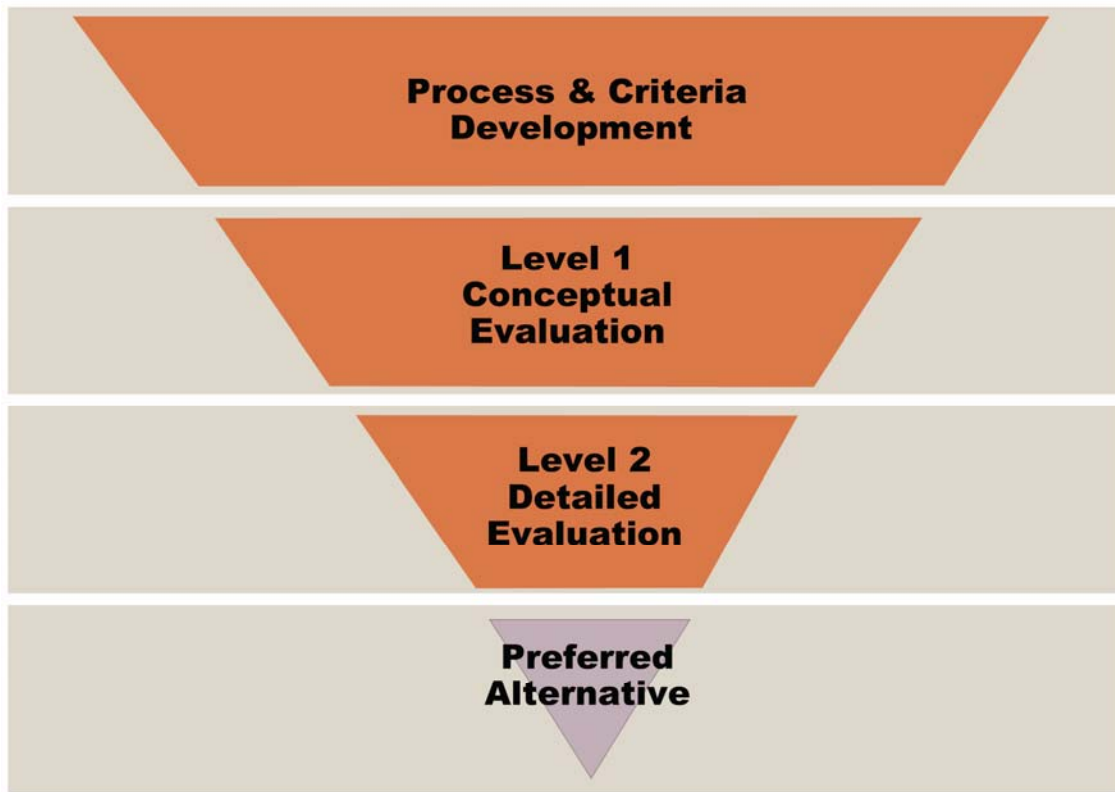 Process & Criteria
Development
Level 1
Conceptual
Evaluation
Level 2
Detailed
Evaluation
Preferred
Alternative